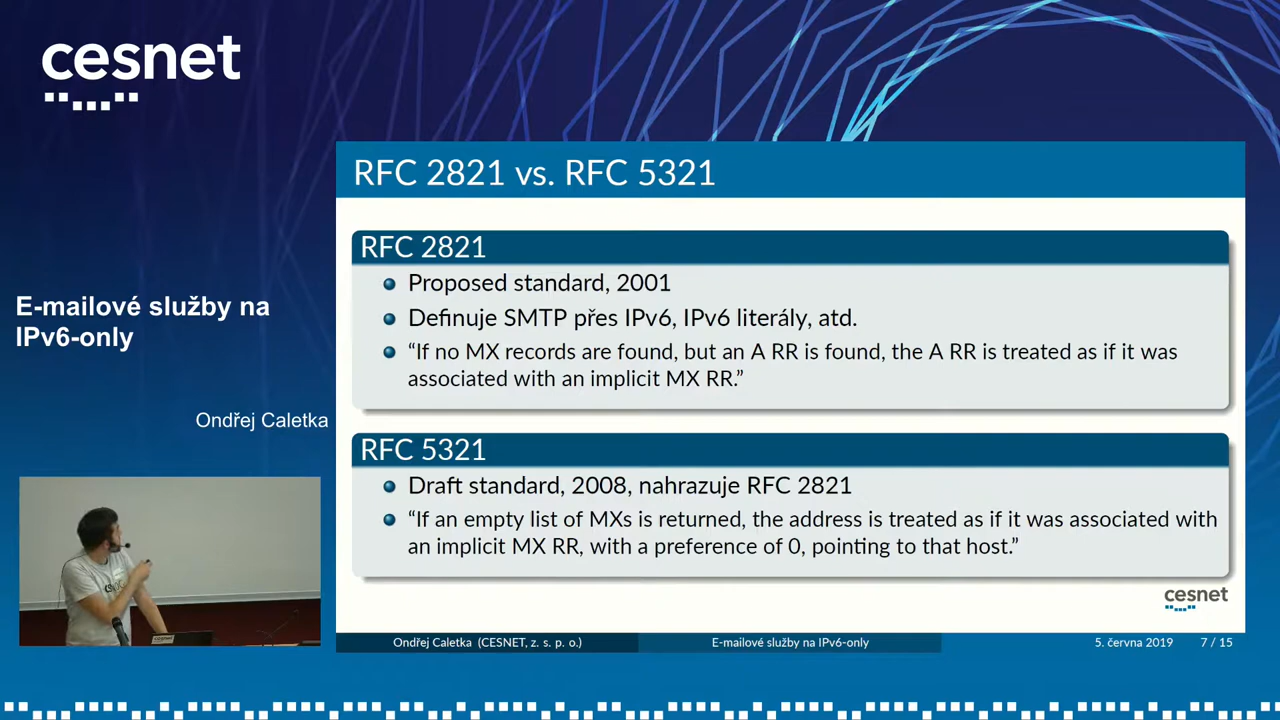 cesnet
E-mailové služby na
IPv6-only
Ondřej Caletka
RFC 2821 vs. RFC 5321
RFC 2821
Proposed standard, 2001
Definuje SMTP přes IPv6, IPv6 literály, atd.
“If no MX records are found, but an A RR is found, the A RR is treated as if it was
associated with an implicit MX RR.”
RFC 5321
Draft standard, 2008, nahrazuje RFC 2821
“If an empty list of MXs is returned, the address is treated as if it was associated with
an implicit MX RR, with a preference of 0, pointing to that host.”
cesnet
Ondřej Caletka (CESNET, z. s. p. o.)
E-mailové služby na IPv6-only
5. června 2019
7 / 15